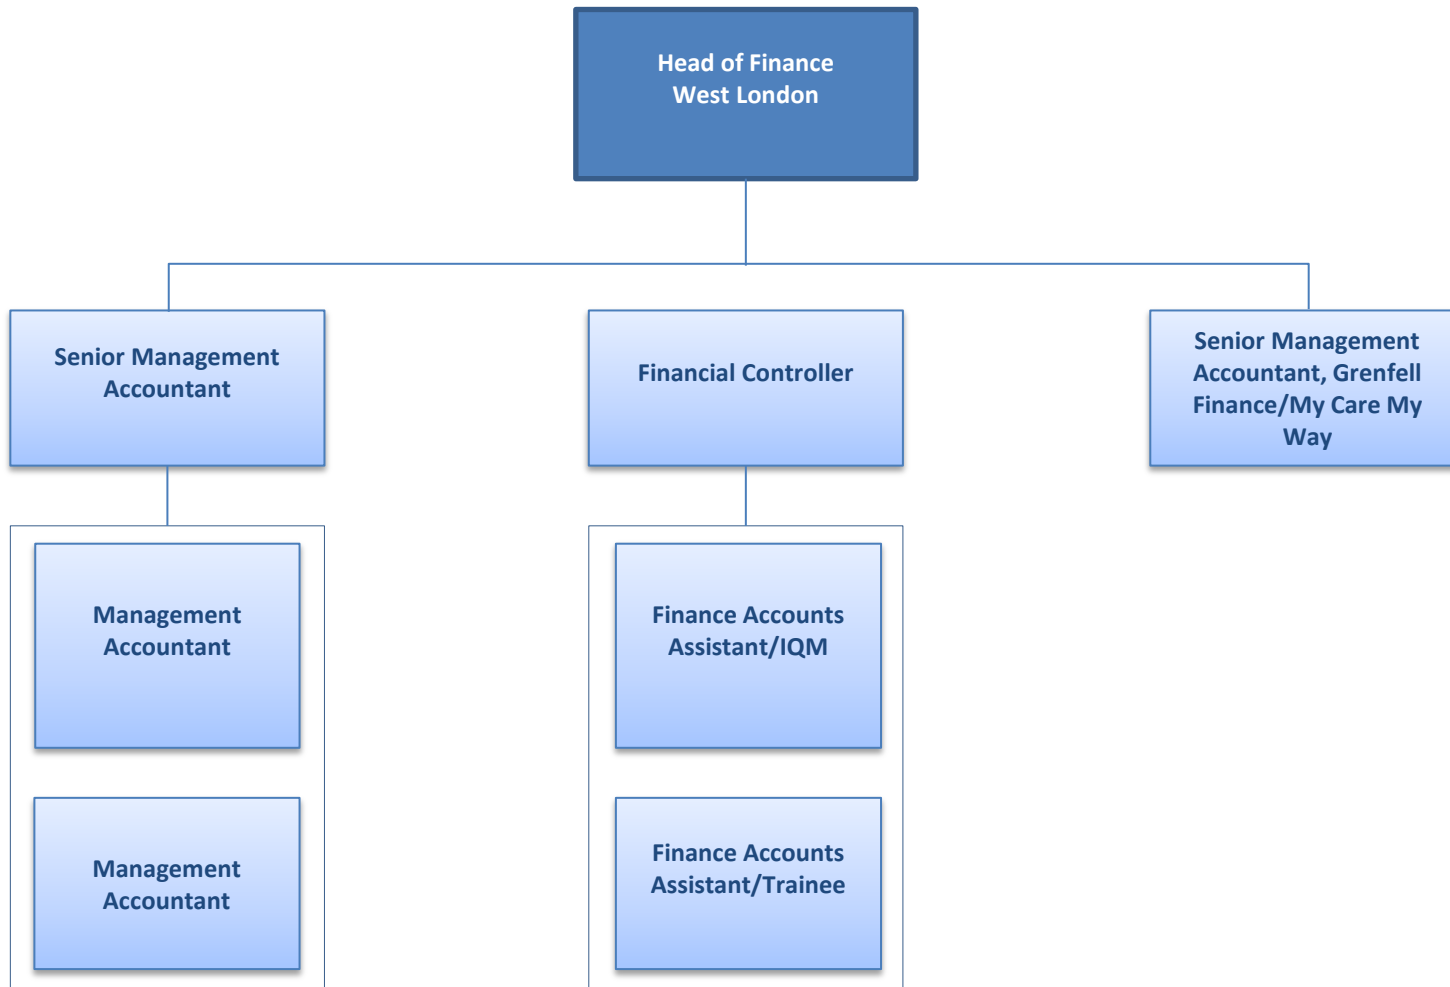 Head of Finance
West London
Senior Management
Accountant
Financial Controller
Senior Management
Accountant, Grenfell
Finance/My Care My
Way
Management
Accountant
Finance Accounts
Assistant/IQM
Management
Accountant
Finance Accounts
Assistant/Trainee